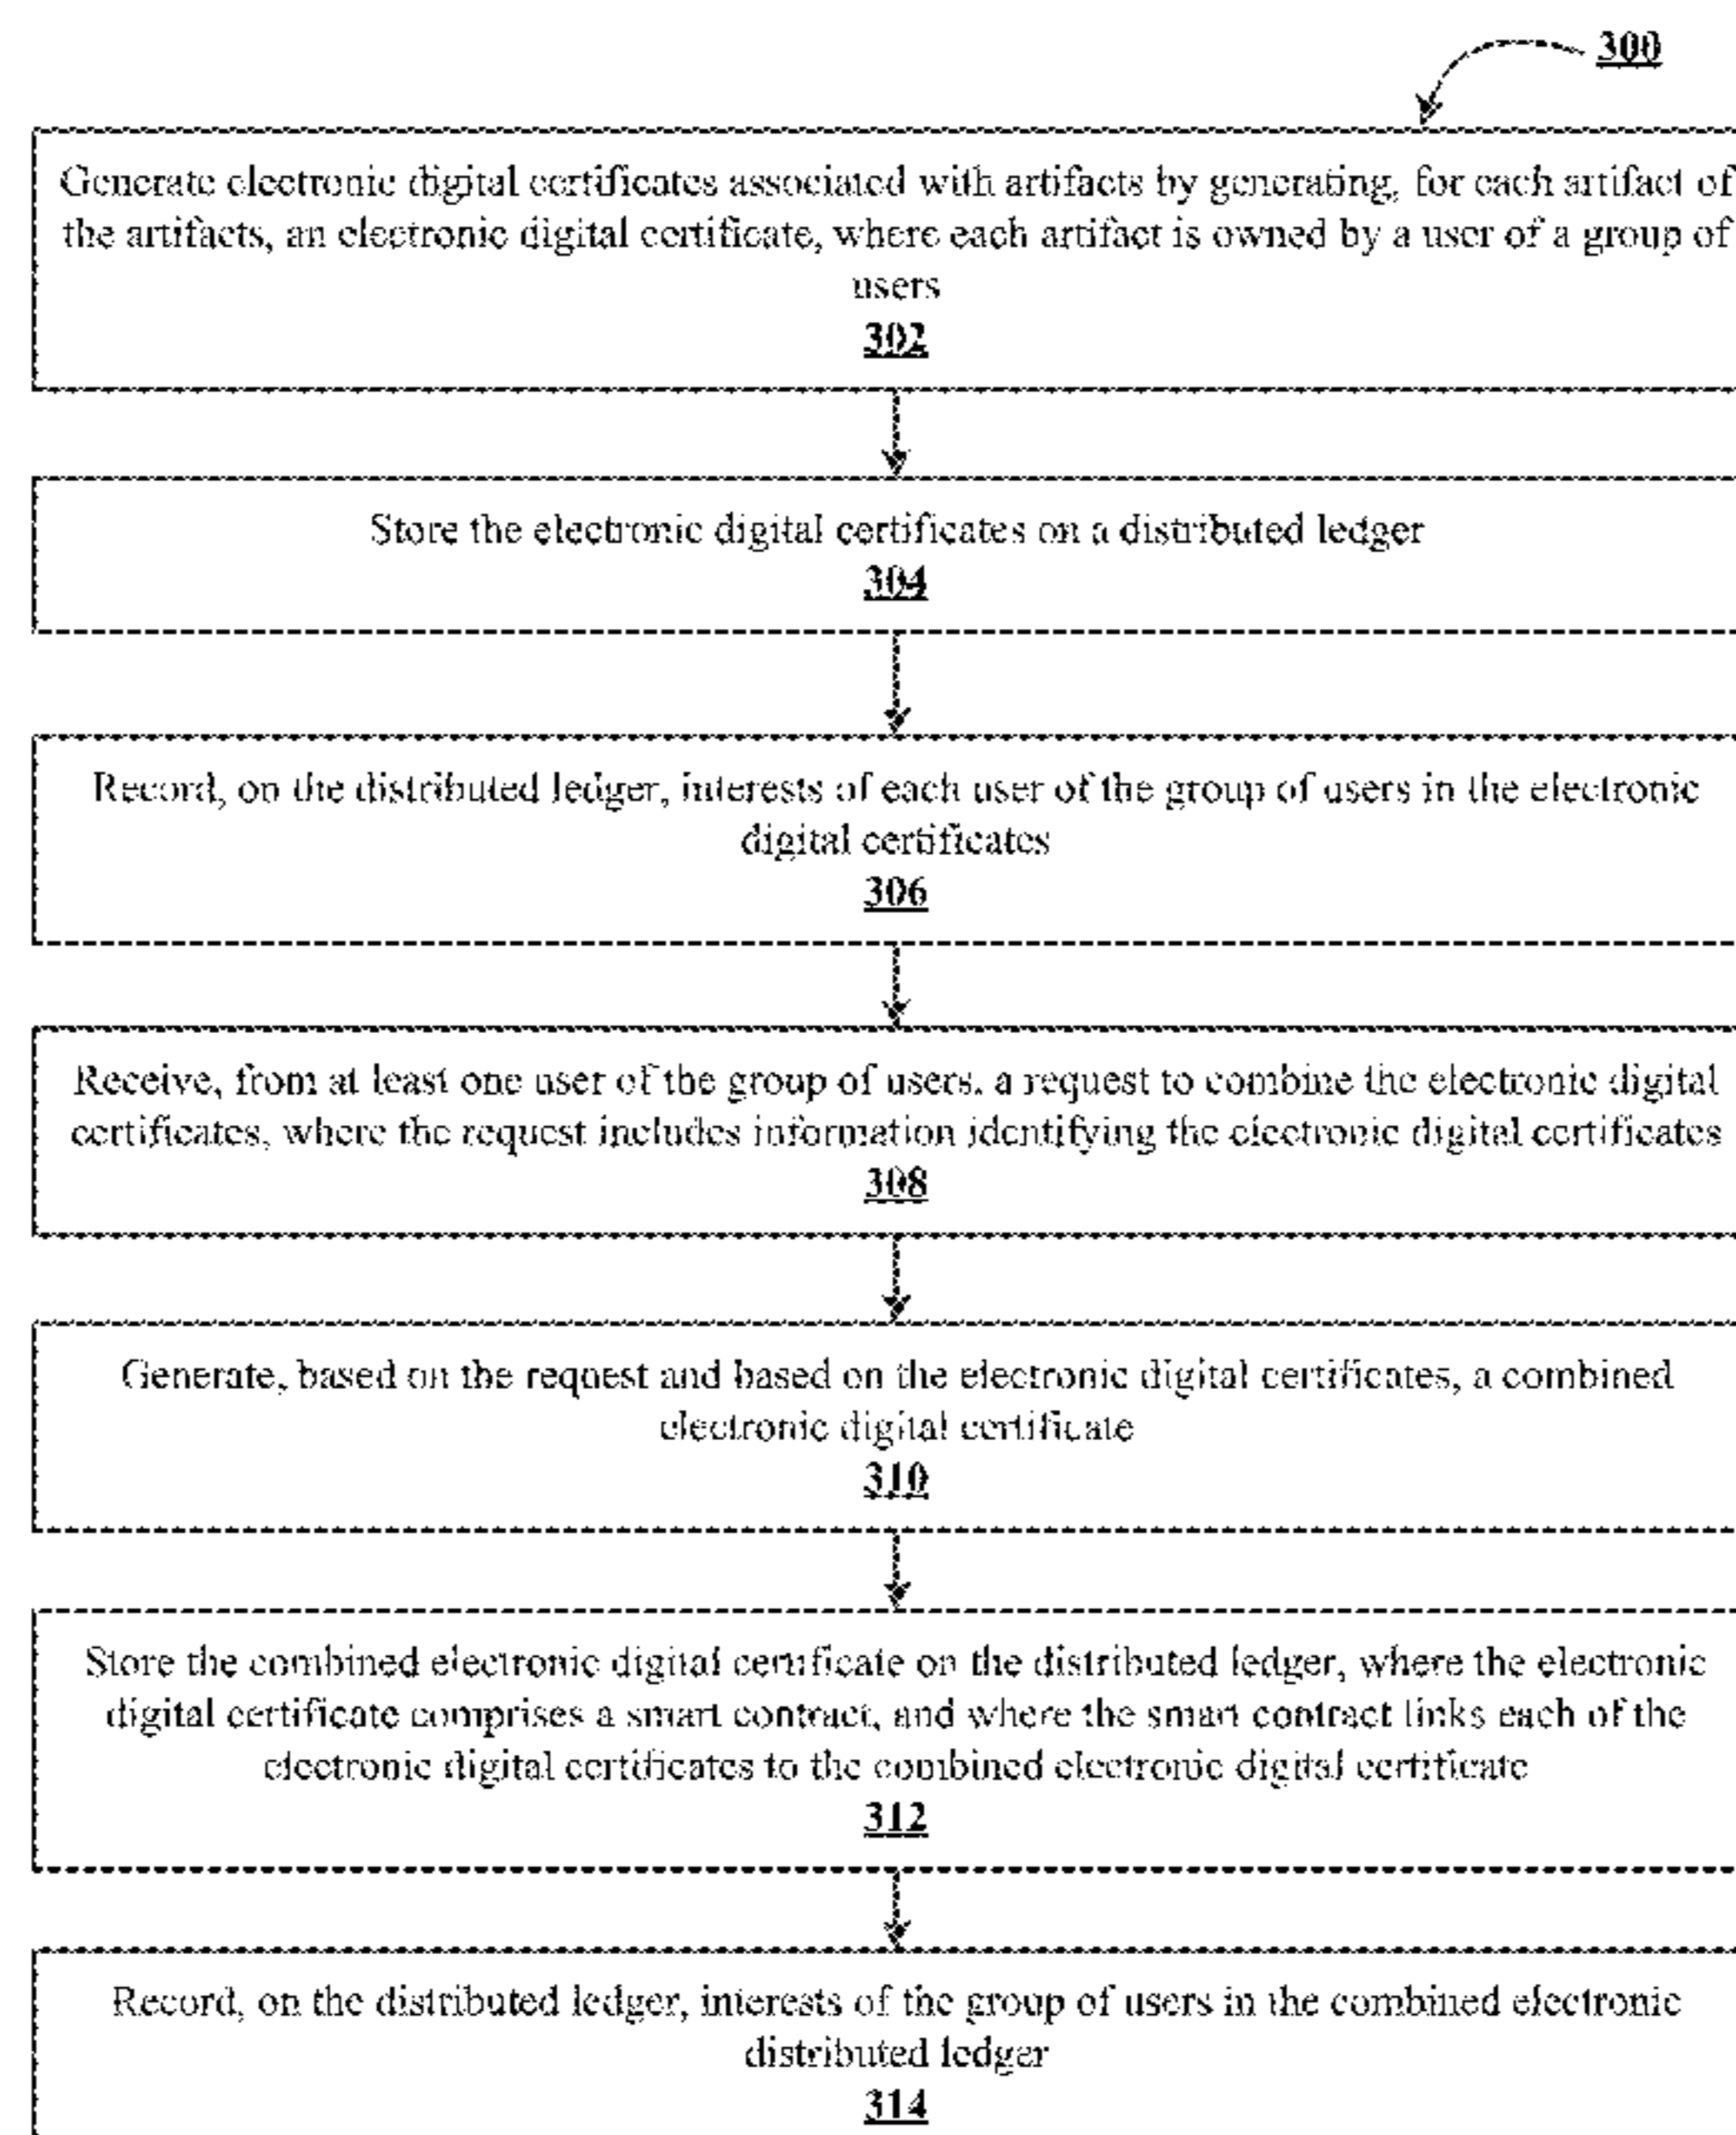 300
Generate electronic digital certificates associated with artifacts by generating, for each artifact of
the artifacts, an electronic digital certificate, where each artifact is owned by a user of a group of
users
302
Store the electronic digital certificates on a distributed ledger
304
Record, on the distributed ledger, interests of each user of the group of users in the electronic
digital certificates
306
Receive, from at least one user of the group of users, a request to combine the electronic digital
certificates, where the request includes information identifying the electronic digital certificates
308
Generate, based on the request and based on the electronic digital certificates, a combined
electronic digital certificate
310
Store the combined electronic digital certificate on the distributed ledger, where the electronic
digital certificate comprises a smart contract, and where the smart contract links each of the
electronic digital certificates to the combined electronic digital certificate
312
Record, on the distributed ledger, interests of the group of users in the combined electronic
distributed ledger
314